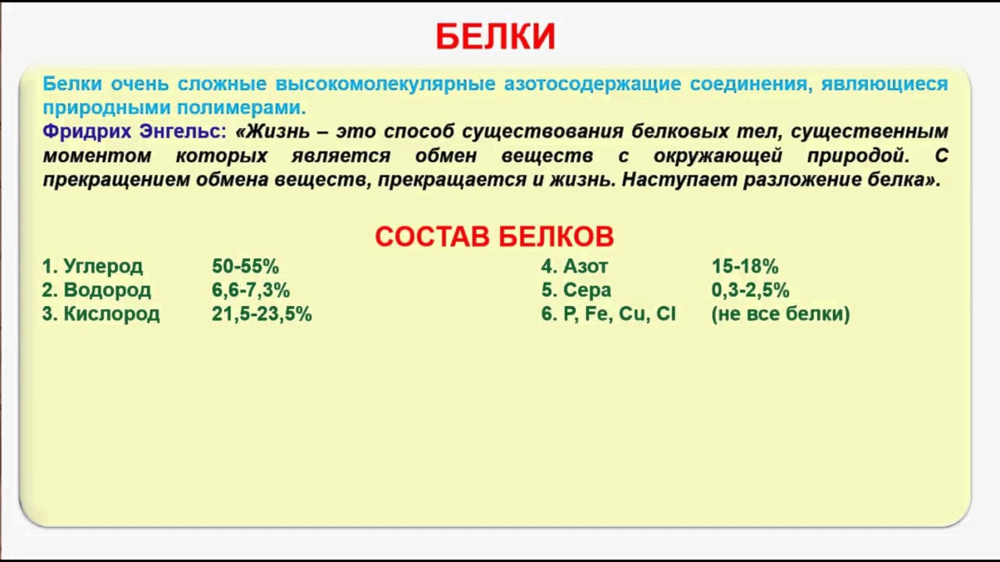 БЕЛКИ
Белки очень сложные высокомолекулярные азотосодержащие соединения, являющиеся
природными полимерами.
Фридрих Энгельс: «Жизнь – это способ существования белковых тел, существенным
моментом которых является обмен веществ с окружающей природой. С
прекращением обмена веществ, прекращается и жизнь. Наступает разложение белка».
СОСТАВ БЕЛКОВ
1. Углерод 50-55% 4. Азот 15-18%
2. Водород 6,6-7,3% 5. Сера 0,3-2,5%
3. Кислород 21,5-23,5% 6. P, Fe, Cu, Cl (не все белки)